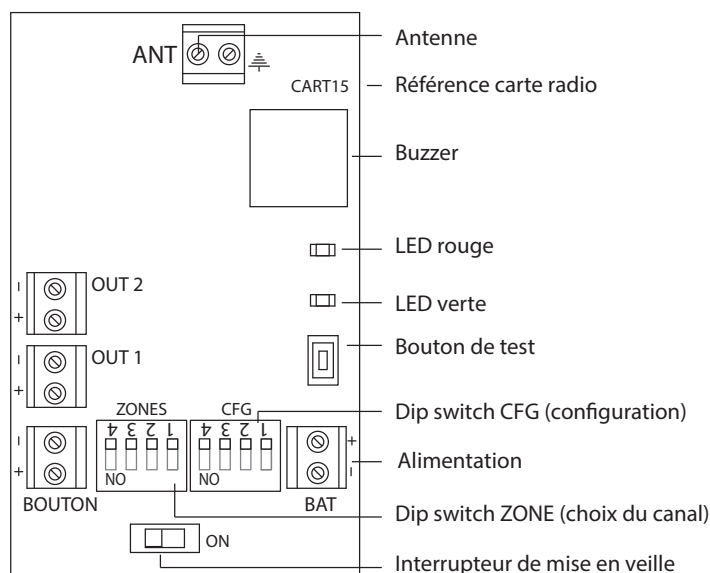 ANT
Antenne
CART15
Référence carte radio
Buzzer
LED rouge
LED verte
Bouton de test
- OUT 2
+
- OUT 1
+
ZONES
CFG
4 3 2 1
4 3 2 1
NO
NO
Dip switch CFG (configuration)
-
+
BOUTON
+
-
BAT
Alimentation
Dip switch ZONE (choix du canal)
ON
Interrupteur de mise en veille